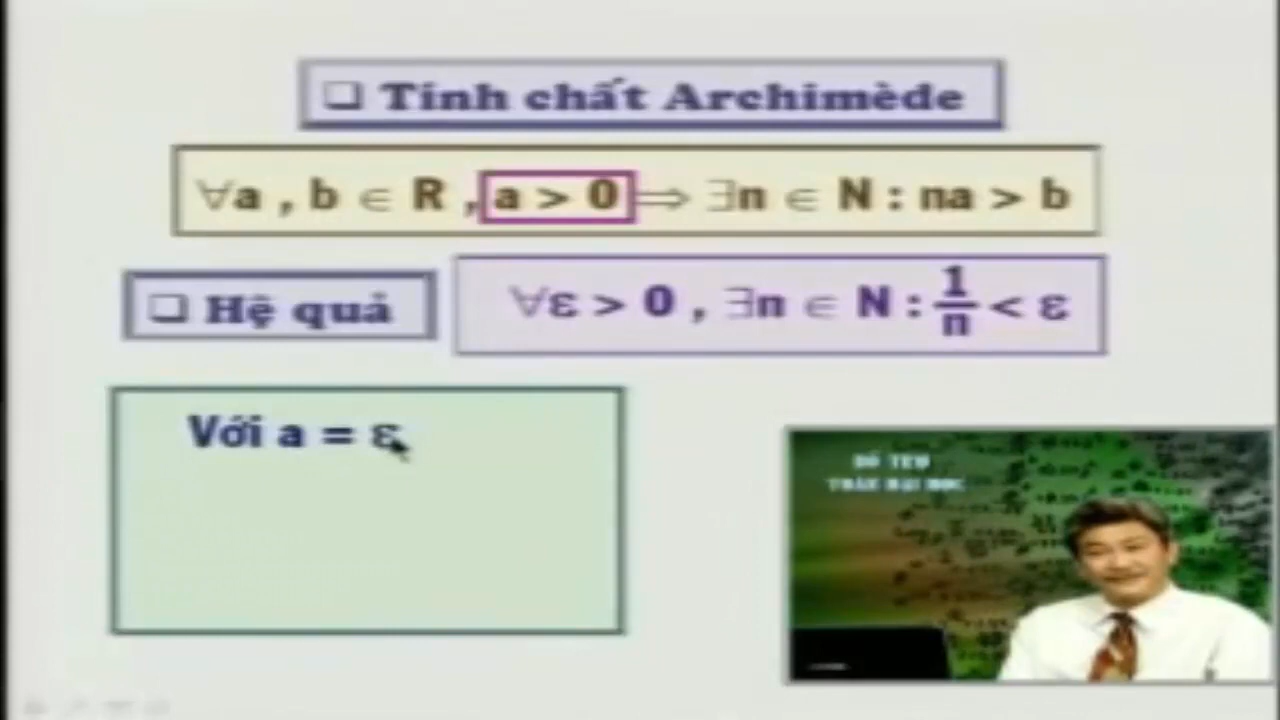 ❑ Tính chất Archimède
∀a , b ∈ R , a > 0 ⇒ ∃n ∈ N : na > b
❑ Hệ quả
∀ε > 0 , ∃n ∈ N : 1/n < ε
Với a = ε